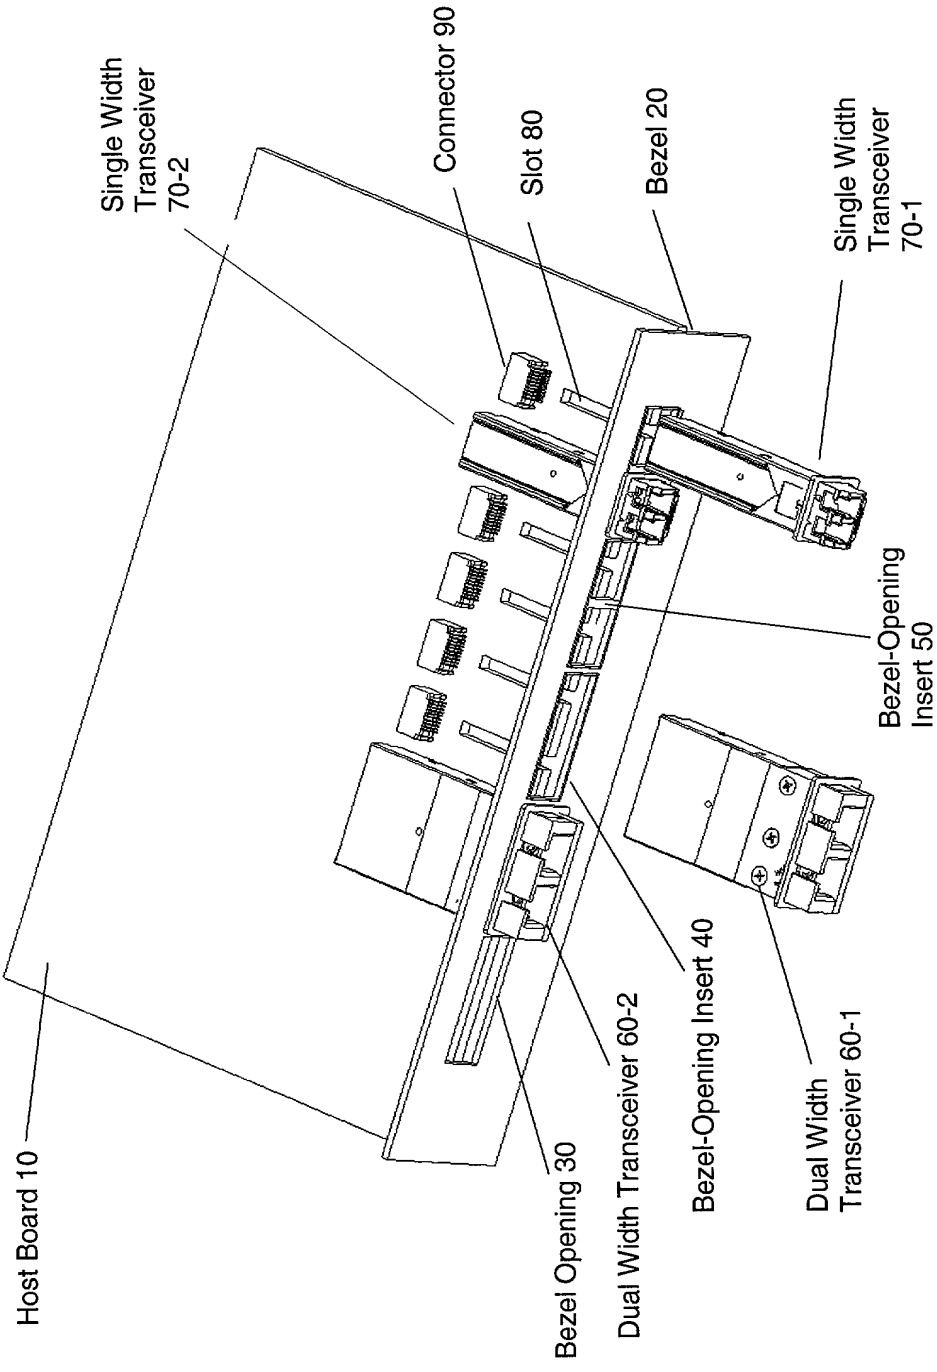 Host Board 10
Single Width
Transceiver
70-2
Connector 90
Slot 80
Bezel 20
Single Width
Transceiver
70-1
Bezel-Opening
Insert 50
Bezel Opening 30
Dual Width Transceiver 60-2
Bezel-Opening Insert 40
Dual Width
Transceiver 60-1